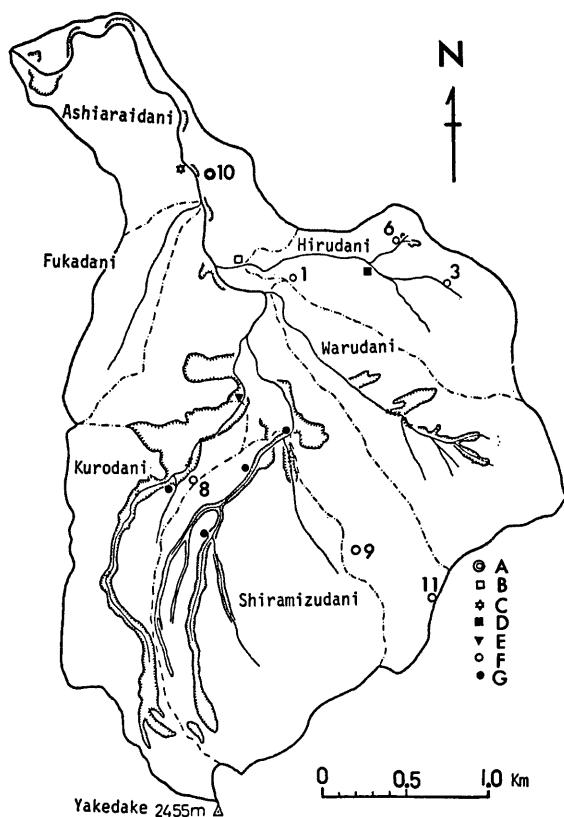 N
Ashiaraidani
10
Fukadani
Hirudani
6
1
3
Warudani
Kurodani
8
9
11
Shiramizudani
A
B
C
D
E
F
G
0 0.5 1.0 Km
Yakedake 2455m